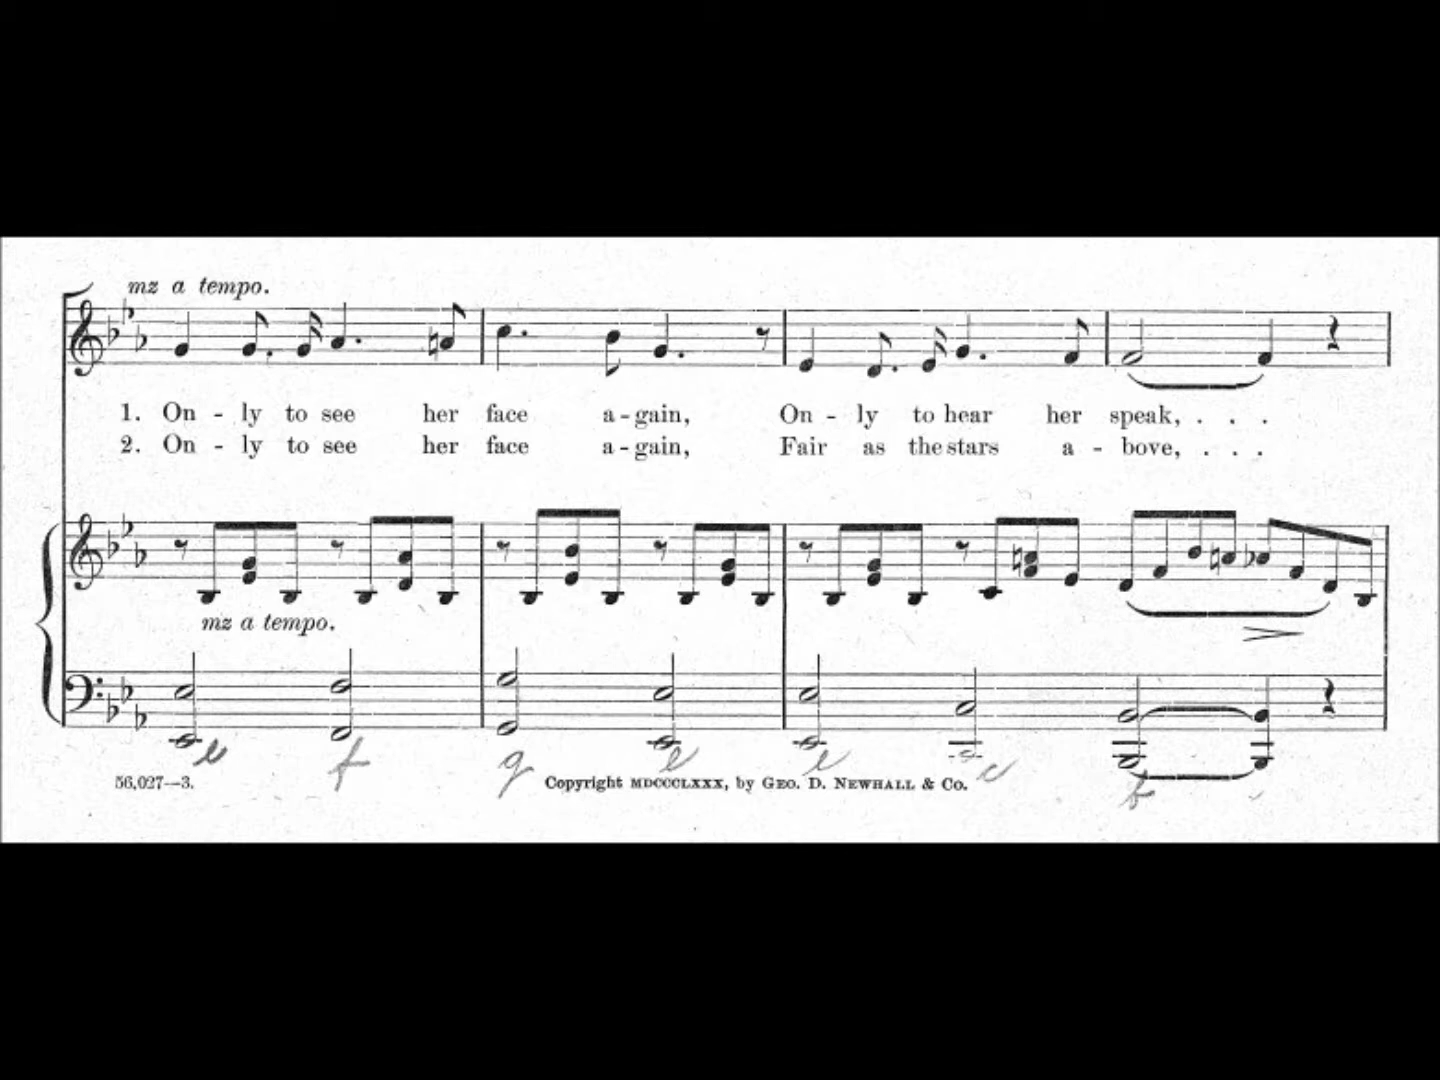 mz a tempo.
1. On - ly to see her face a - gain, On - ly to hear her speak, . . .
2. On - ly to see her face a - gain, Fair as the stars a - bove, . . .
mz a tempo.
e f g e e c b
56,027—3. Copyright MDCCCLXXX, by GEO. D. NEWHALL & Co.